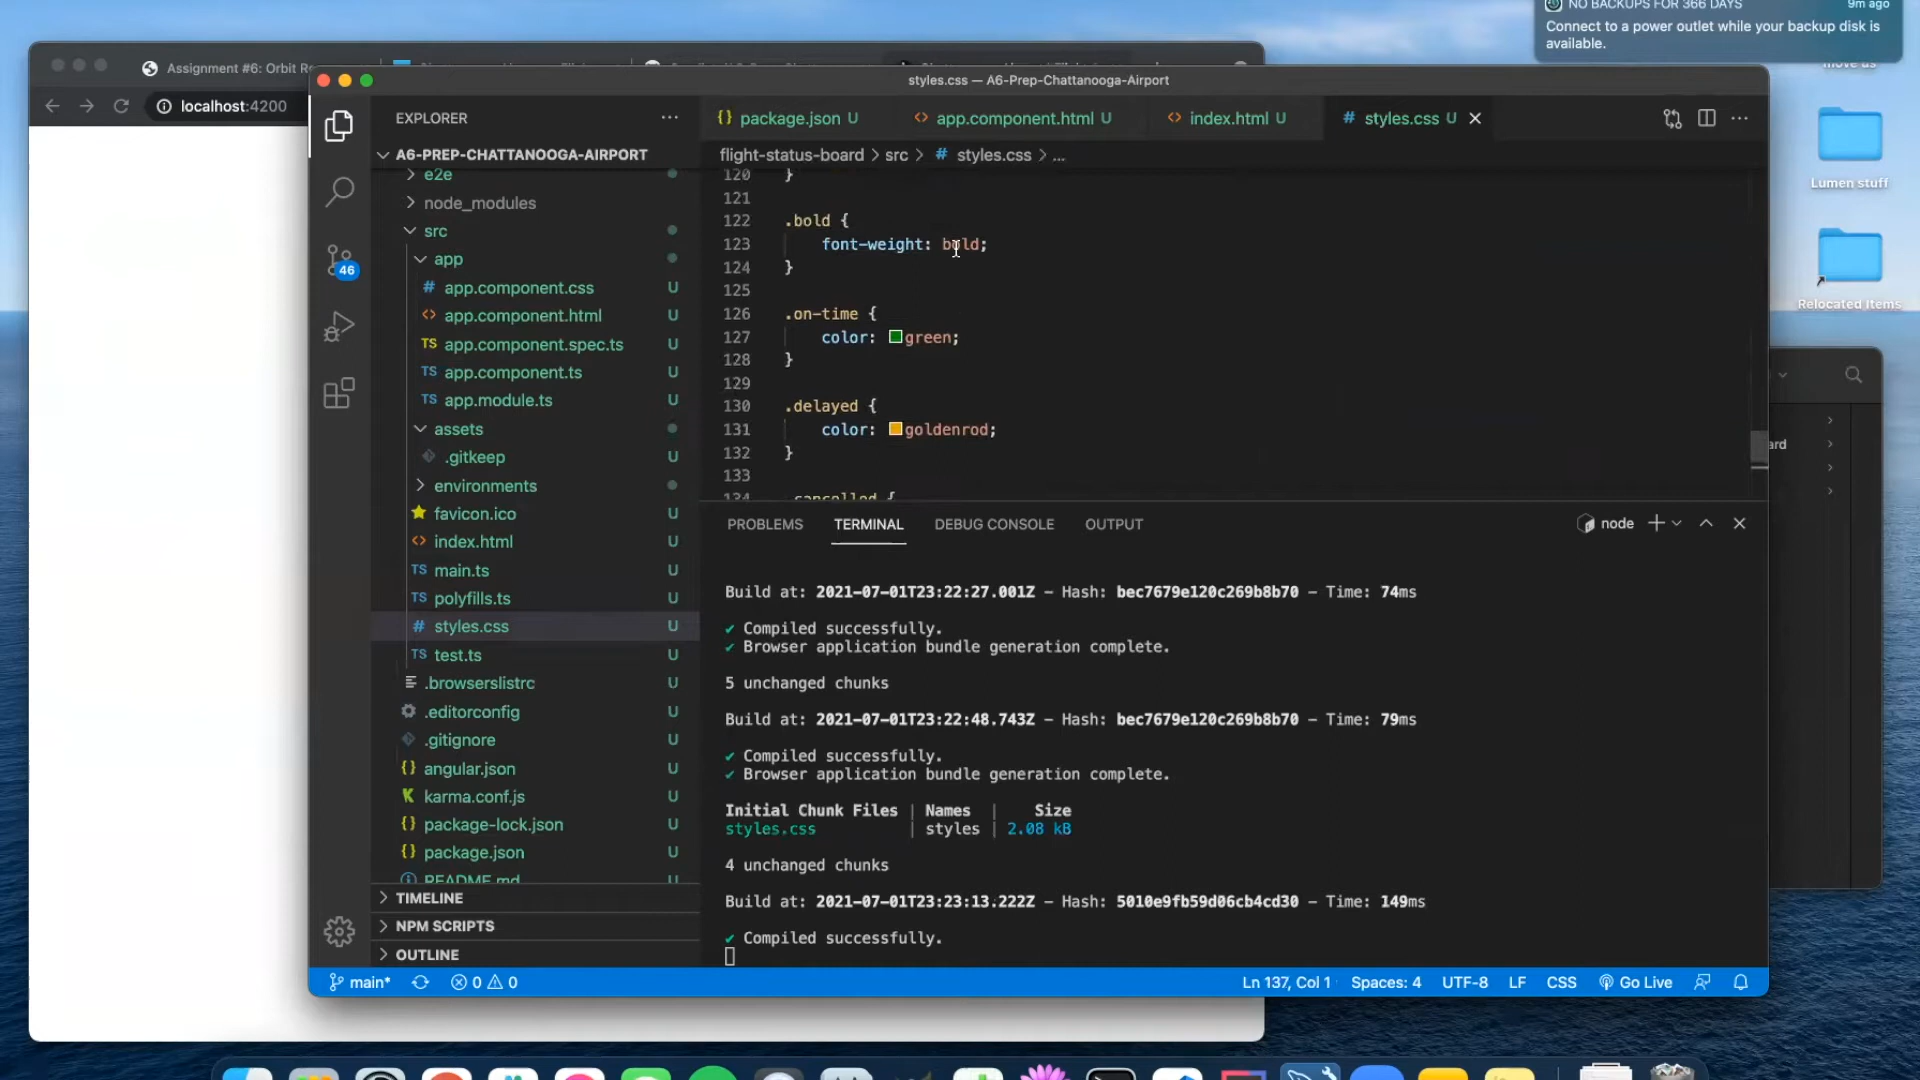 NO BACKUPS FOR 366 DAYS
9m ago
Connect to a power outlet while your backup disk is
available.
Assignment #6: Orbit Re
localhost:4200
styles.css — A6-Prep-Chattanooga-Airport
EXPLORER
package.json U
app.component.html U
index.html U
styles.css U
A6-PREP-CHATTANOOGA-AIRPORT
flight-status-board > src > # styles.css > ...
e2e
node_modules
src
app
app.component.css U
app.component.html U
app.component.spec.ts U
app.component.ts U
app.module.ts U
assets
.gitkeep U
environments
favicon.ico U
index.html U
main.ts U
polyfills.ts U
styles.css U
test.ts U
.browserslistrc U
.editorconfig U
.gitignore U
angular.json U
karma.conf.js U
package-lock.json U
package.json U
README.md U
TIMELINE
NPM SCRIPTS
OUTLINE
46
120 }
121
122 .bold {
123 font-weight: bold;
124 }
125
126 .on-time {
127 color: green;
128 }
129
130 .delayed {
131 color: goldenrod;
132 }
133
134 .cancelled {
PROBLEMS TERMINAL DEBUG CONSOLE OUTPUT
node
Build at: 2021-07-01T23:22:27.001Z - Hash: bec7679e120c269b8b70 - Time: 74ms
✔ Compiled successfully.
✔ Browser application bundle generation complete.
5 unchanged chunks
Build at: 2021-07-01T23:22:48.743Z - Hash: bec7679e120c269b8b70 - Time: 79ms
✔ Compiled successfully.
✔ Browser application bundle generation complete.
Initial Chunk Files | Names | Size
styles.css | styles | 2.08 kB
4 unchanged chunks
Build at: 2021-07-01T23:23:13.222Z - Hash: 5010e9fb59d06cb4cd30 - Time: 149ms
✔ Compiled successfully.
main*
0 0
Ln 137, Col 1
Spaces: 4
UTF-8
LF
CSS
Go Live
move as
Lumen stuff
Relocated Items
ard